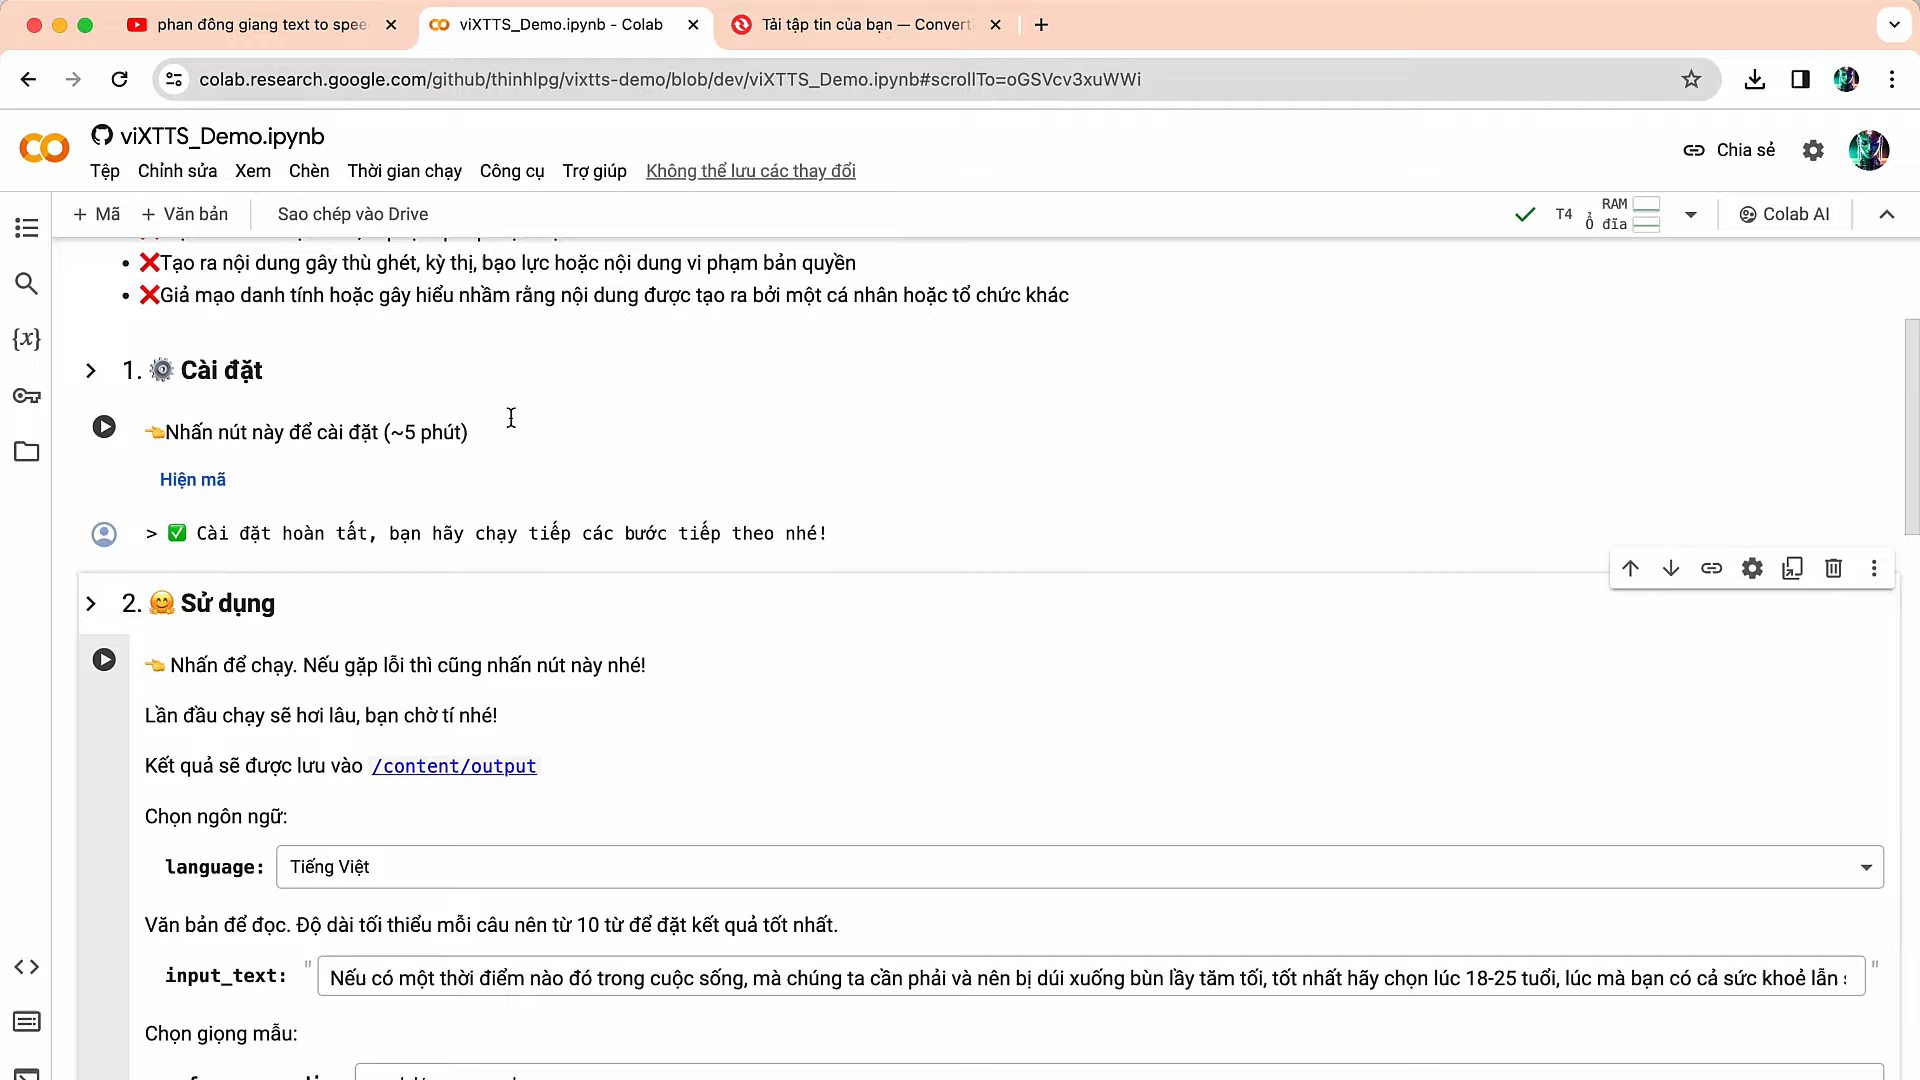 phan đông giang text to spee
viXTTS_Demo.ipynb - Colab
Tải tập tin của bạn — Convert
colab.research.google.com/github/thinhlpg/vixtts-demo/blob/dev/viXTTS_Demo.ipynb#scrollTo=oGSVcv3xuWWi
viXTTS_Demo.ipynb
Chia sẻ
Tệp Chỉnh sửa Xem Chèn Thời gian chạy Công cụ Trợ giúp Không thể lưu các thay đổi
+ Mã + Văn bản Sao chép vào Drive
T4 RAM
Ổ đĩa
Colab AI
• ❌Tạo ra nội dung gây thù ghét, kỳ thị, bạo lực hoặc nội dung vi phạm bản quyền
• ❌Giả mạo danh tính hoặc gây hiểu nhầm rằng nội dung được tạo ra bởi một cá nhân hoặc tổ chức khác
1. ⚙️ Cài đặt
👈Nhấn nút này để cài đặt (~5 phút)
Hiện mã
> ✅ Cài đặt hoàn tất, bạn hãy chạy tiếp các bước tiếp theo nhé!
2. 🤗 Sử dụng
👈 Nhấn để chạy. Nếu gặp lỗi thì cũng nhấn nút này nhé!
Lần đầu chạy sẽ hơi lâu, bạn chờ tí nhé!
Kết quả sẽ được lưu vào /content/output
Chọn ngôn ngữ:
language: Tiếng Việt
Văn bản để đọc. Độ dài tối thiểu mỗi câu nên từ 10 từ để đặt kết quả tốt nhất.
input_text: " Nếu có một thời điểm nào đó trong cuộc sống, mà chúng ta cần phải và nên bị dúi xuống bùn lầy tăm tối, tốt nhất hãy chọn lúc 18-25 tuổi, lúc mà bạn có cả sức khoẻ lẫn "
Chọn giọng mẫu: